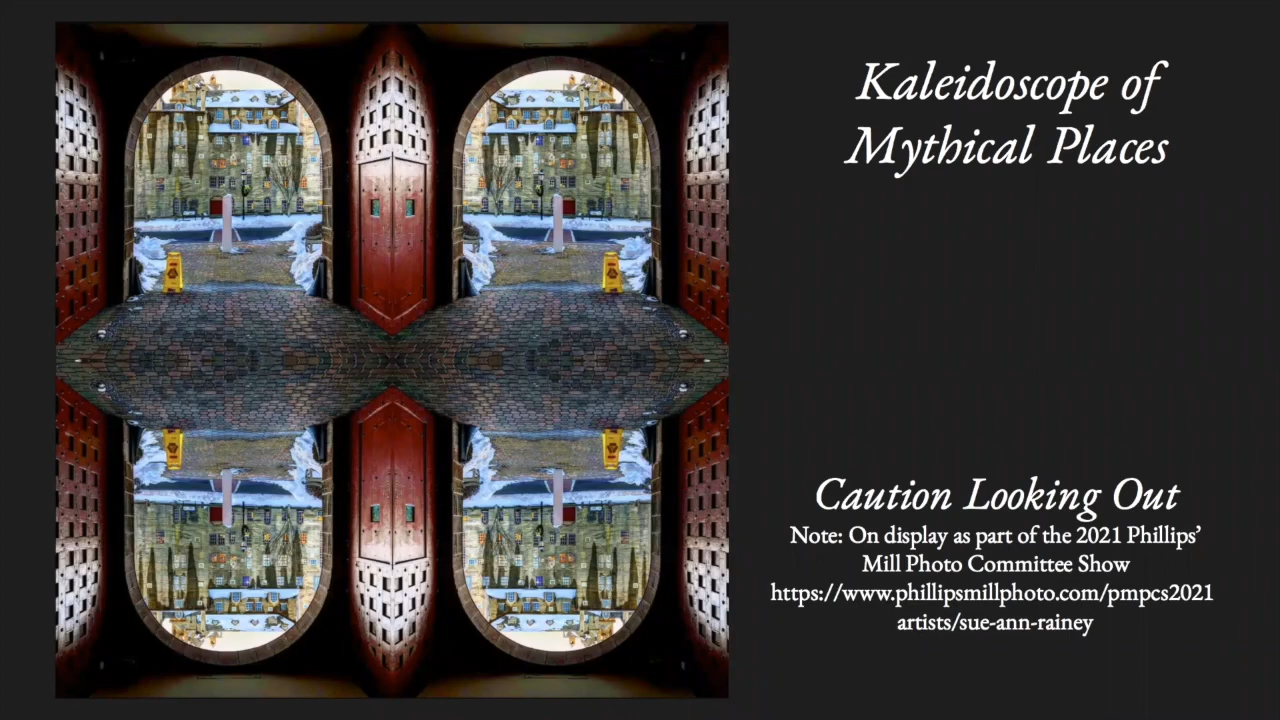 Kaleidoscope of
Mythical Places
Caution Looking Out
Note: On display as part of the 2021 Phillips’
Mill Photo Committee Show
https://www.phillipsmillphoto.com/pmpcs2021
artists/sue-ann-rainey